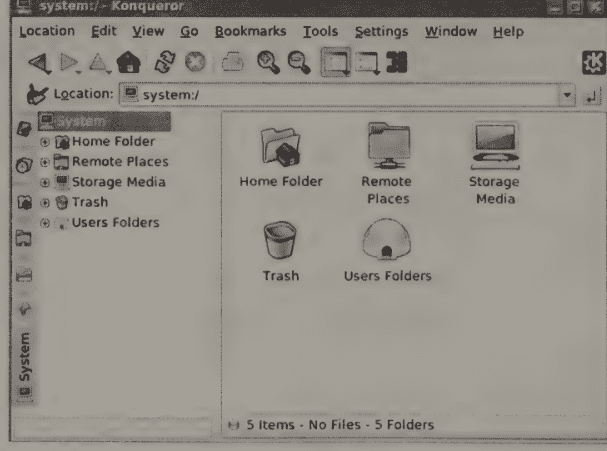 system:/ - Konqueror
Location Edit View Go Bookmarks Tools Settings Window Help
Location: system:/
System
Home Folder
Remote Places
Storage Media
Trash
Users Folders
System
Home Folder
Remote Places
Storage Media
Trash
Users Folders
5 Items - No Files - 5 Folders